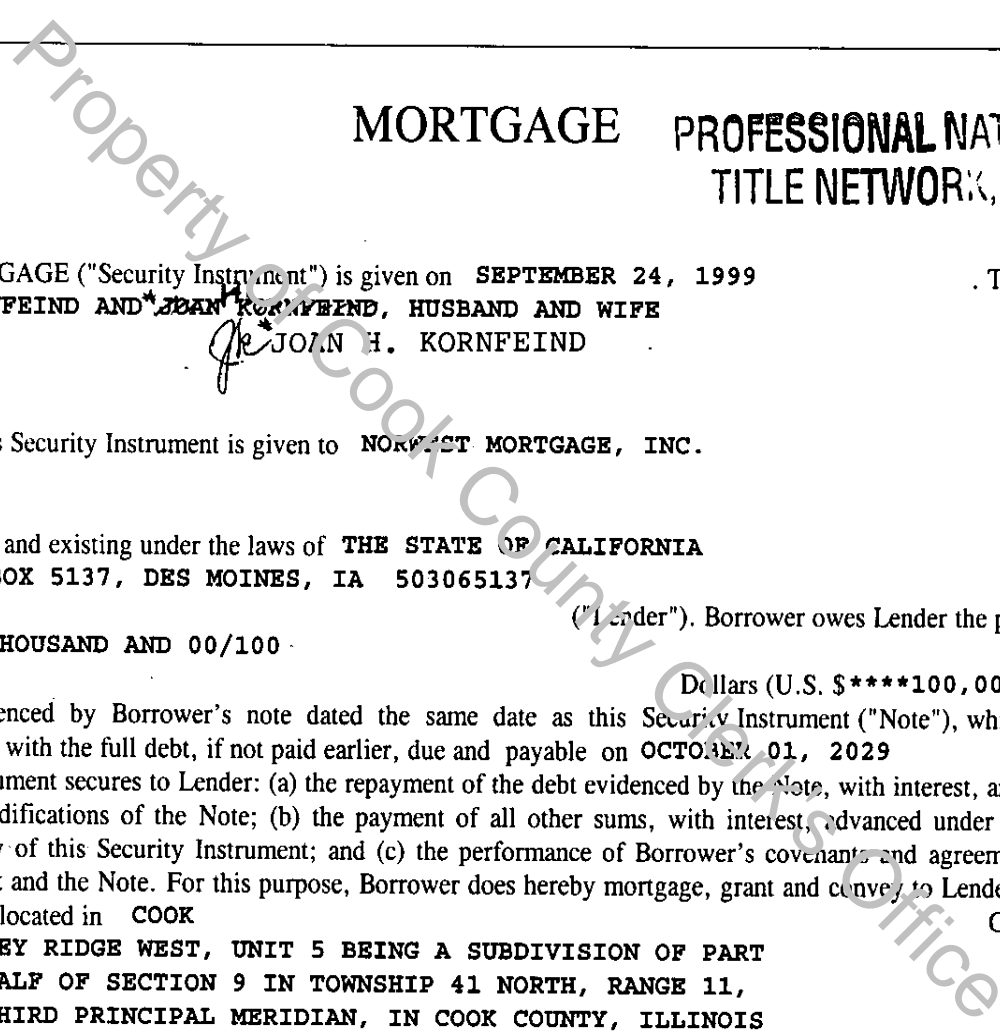 MORTGAGE
PROFESSIONAL NAT
TITLE NETWORK,
GAGE ("Security Instrument") is given on SEPTEMBER 24, 1999 . T
FEIND AND *JOAN H KORNFEIND, HUSBAND AND WIFE
*JOAN H. KORNFEIND
Security Instrument is given to NORWEST MORTGAGE, INC.
and existing under the laws of THE STATE OF CALIFORNIA
OX 5137, DES MOINES, IA 503065137
("Lender"). Borrower owes Lender the p
HOUSAND AND 00/100
Dollars (U.S. $****100,00
enced by Borrower's note dated the same date as this Security Instrument ("Note"), whi
with the full debt, if not paid earlier, due and payable on OCTOBER 01, 2029
ument secures to Lender: (a) the repayment of the debt evidenced by the Note, with interest, a
difications of the Note; (b) the payment of all other sums, with interest, advanced under
of this Security Instrument; and (c) the performance of Borrower's covenants and agreem
and the Note. For this purpose, Borrower does hereby mortgage, grant and convey to Lende
located in COOK C
EY RIDGE WEST, UNIT 5 BEING A SUBDIVISION OF PART
ALF OF SECTION 9 IN TOWNSHIP 41 NORTH, RANGE 11,
HIRD PRINCIPAL MERIDIAN, IN COOK COUNTY, ILLINOIS
Property of Cook County Clerk's Office